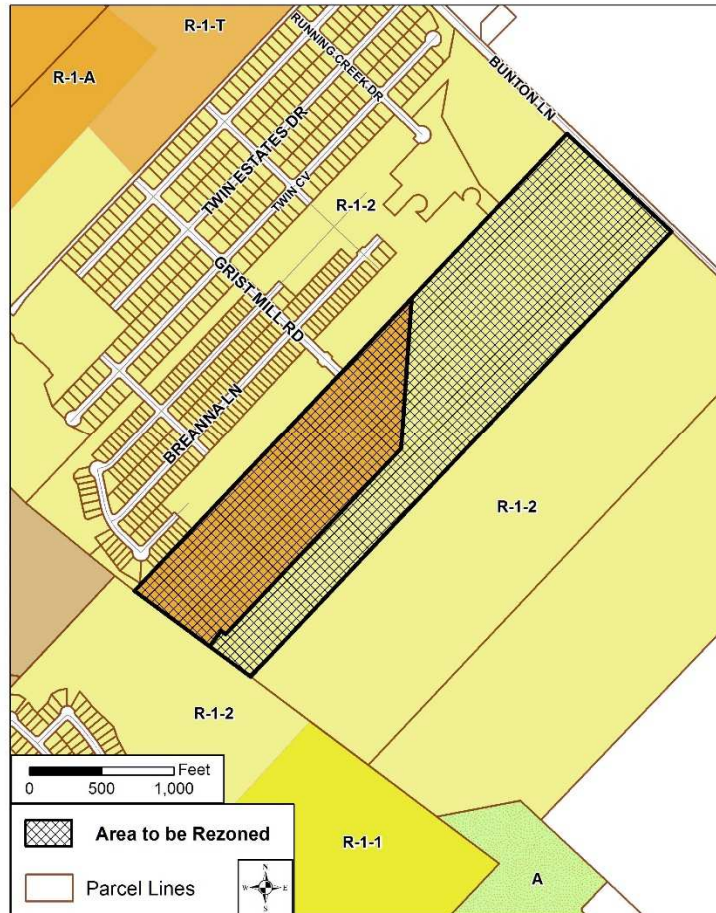 R-1-T
R-1-A
RUNNING CREEK DR
BUNTON LN
TWIN ESTATES DR
TWIN CV
R-1-2
GRIST MILL RD
BREANNA LN
R-1-2
R-1-2
Feet
0 500 1,000
R-1-1
A
Area to be Rezoned
Parcel Lines
N
W E
S